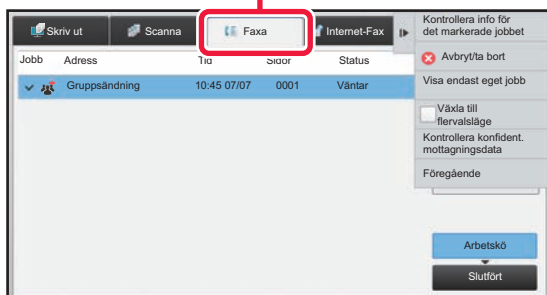 Skriv ut Scanna Faxa Internet-Fax
Kontrollera info för
det markerade jobbet
Jobb Adress Tid Sidor Status
Avbryt/ta bort
Gruppsändning 10:45 07/07 0001 Väntar
Visa endast eget jobb
Växla till
flervalsläge
Kontrollera konfident.
mottagningsdata
Föregående
Arbetskö
Slutfört